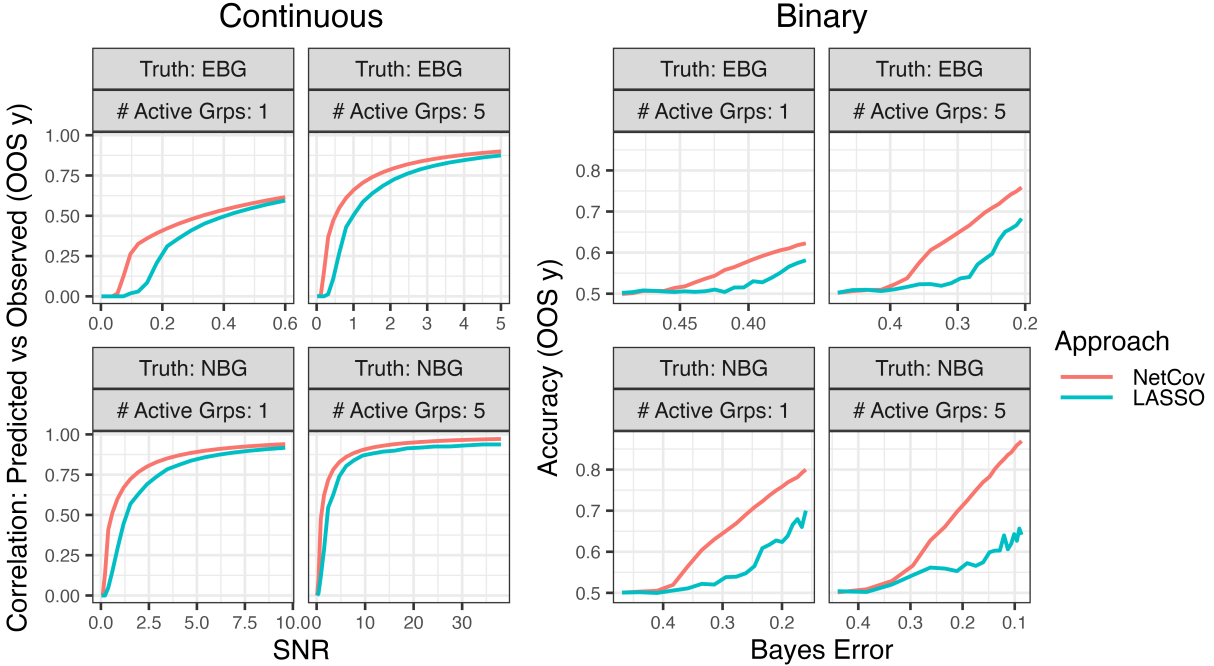 Continuous
Binary
Truth: EBG
Truth: EBG
Truth: EBG
Truth: EBG
# Active Grps: 1
# Active Grps: 5
# Active Grps: 1
# Active Grps: 5
Correlation: Predicted vs Observed (OOS y)
1.00
0.75
0.50
0.25
0.00
0.0 0.2 0.4 0.6
0 1 2 3 4 5
Accuracy (OOS y)
0.8
0.7
0.6
0.5
0.45 0.40
0.4 0.3 0.2
Truth: NBG
Truth: NBG
Truth: NBG
Truth: NBG
# Active Grps: 1
# Active Grps: 5
# Active Grps: 1
# Active Grps: 5
1.00
0.75
0.50
0.25
0.00
0.0 2.5 5.0 7.5 10.0
0 10 20 30
SNR
0.8
0.7
0.6
0.5
0.4 0.3 0.2
0.4 0.3 0.2 0.1
Bayes Error
Approach
NetCov
LASSO